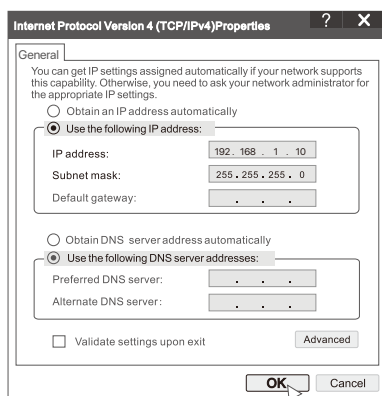 Internet Protocol Version 4 (TCP/IPv4)Properties ? X
General
You can get IP settings assigned automatically if your network supports
this capability. Otherwise, you need to ask your network administrator for
the appropriate IP settings.
Obtain an IP address automatically
Use the following IP address:
IP address: 192. 168 . 1 . 10
Subnet mask: 255. 255. 255. 0
Default gateway: . . .
Obtain DNS server address automatically
Use the following DNS server addresses:
Preferred DNS server: . . .
Alternate DNS server: . . .
Validate settings upon exit Advanced
OK Cancel